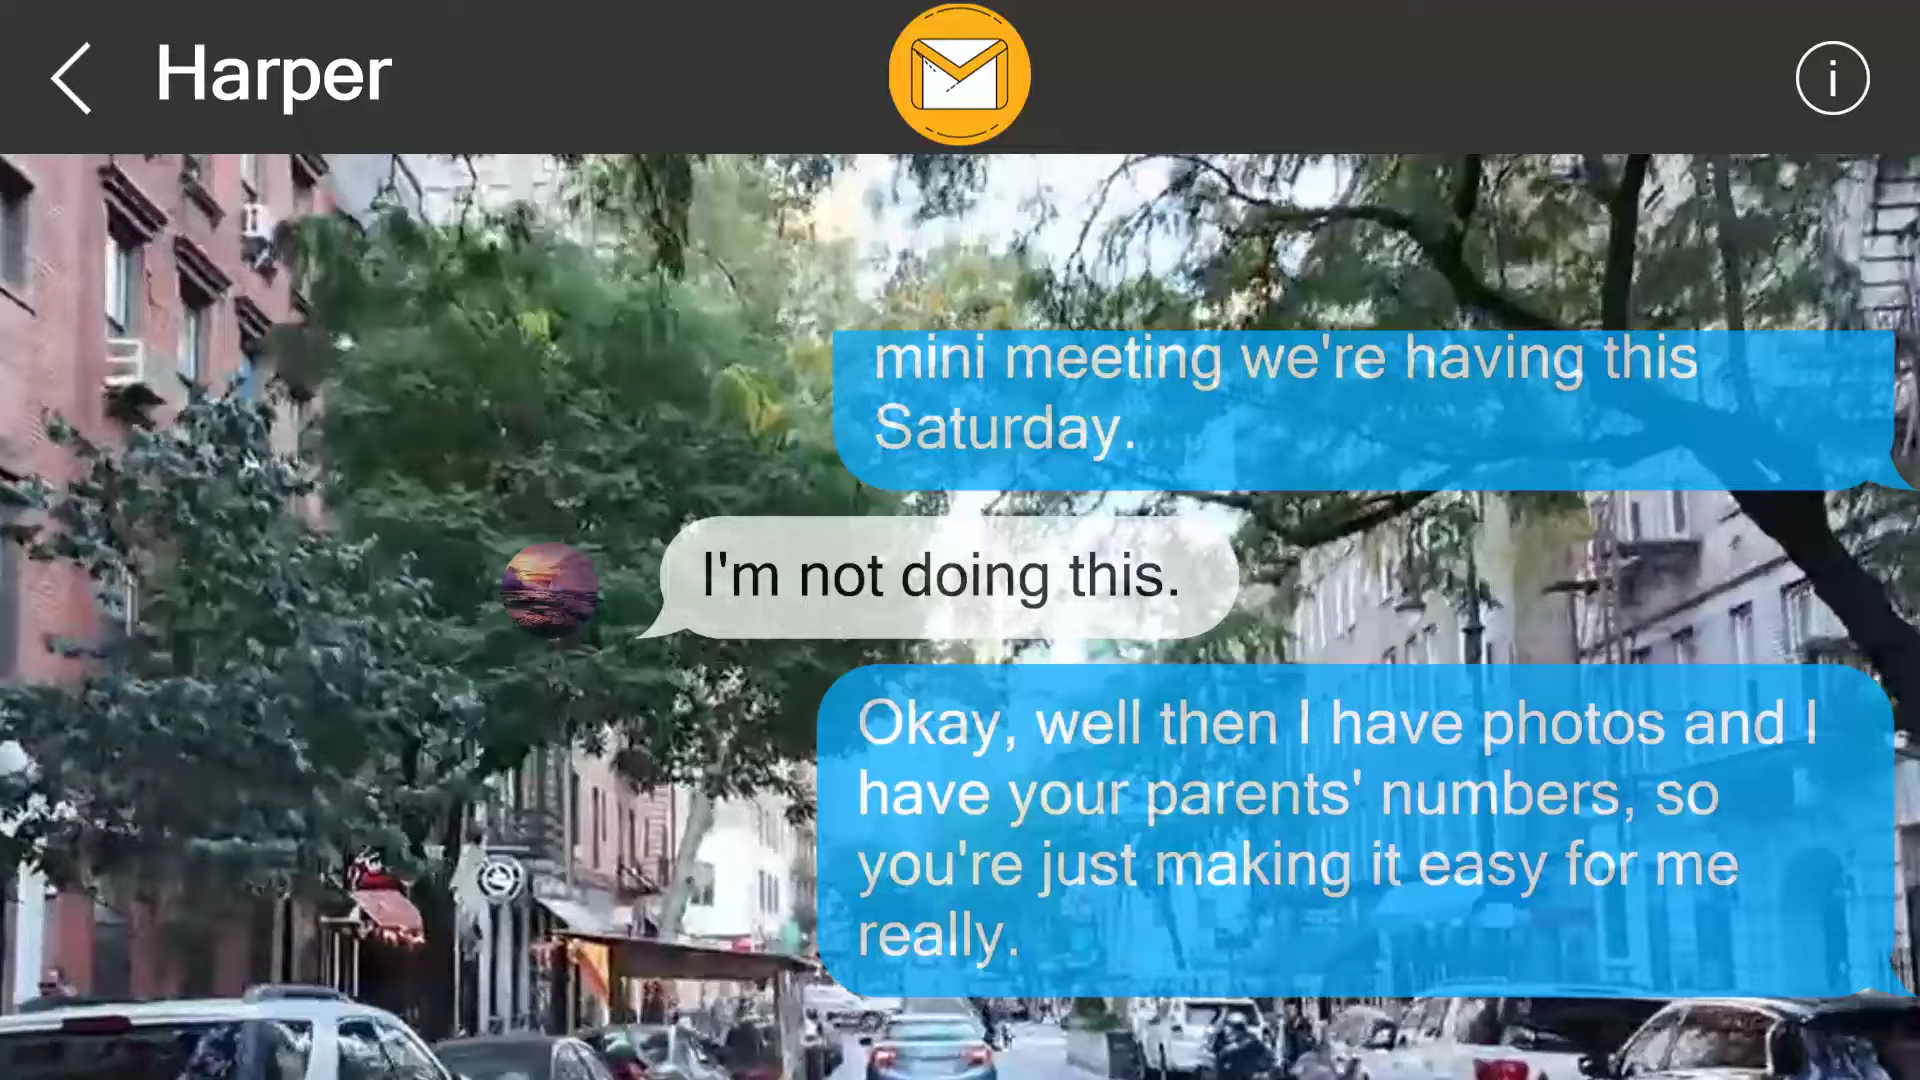 Harper
mini meeting we're having this
Saturday.
I'm not doing this.
Okay, well then I have photos and I
have your parents' numbers, so
you're just making it easy for me
really.